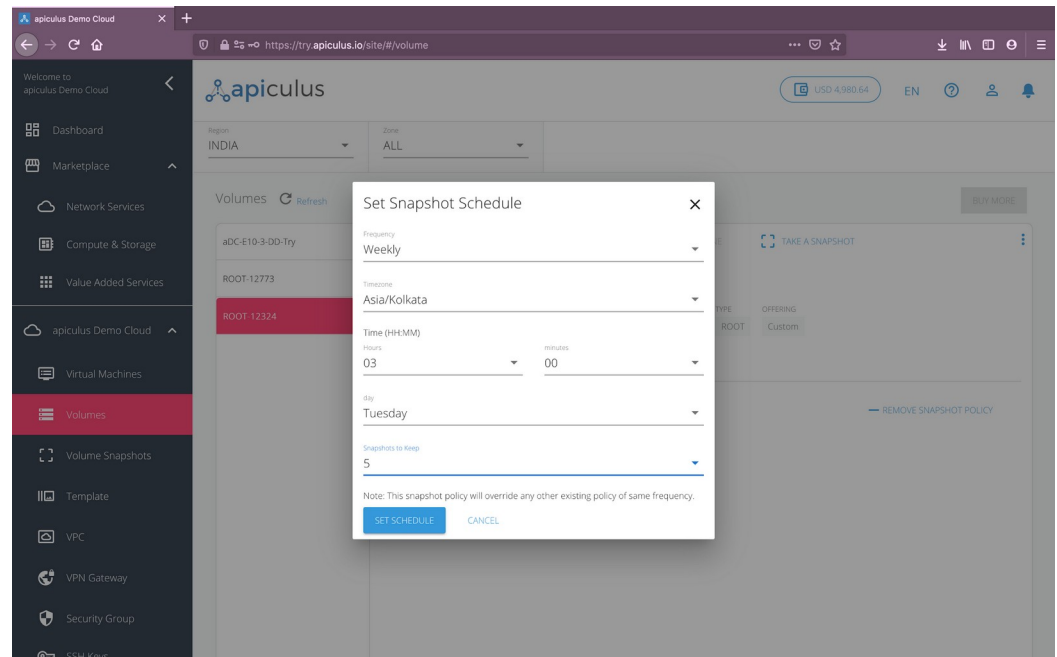 apiculus Demo Cloud
https://try.apiculus.io/site/#/volume
Welcome to
apiculus Demo Cloud
apiculus
USD 4,980.64
EN
Dashboard
Region
INDIA
Zone
ALL
Marketplace
Network Services
Compute & Storage
Value Added Services
apiculus Demo Cloud
Virtual Machines
Volumes
Volume Snapshots
Template
VPC
VPN Gateway
Security Group
SSH Keys
Volumes
Refresh
BUY MORE
aDC-E10-3-DD-Try
ROOT-12773
ROOT-12324
TAKE A SNAPSHOT
TYPE
OFFERING
ROOT
Custom
REMOVE SNAPSHOT POLICY
Set Snapshot Schedule
Frequency
Weekly
Timezone
Asia/Kolkata
Time (HH:MM)
Hours
minutes
03
00
day
Tuesday
Snapshots to Keep
5
Note: This snapshot policy will override any other existing policy of same frequency.
SET SCHEDULE
CANCEL